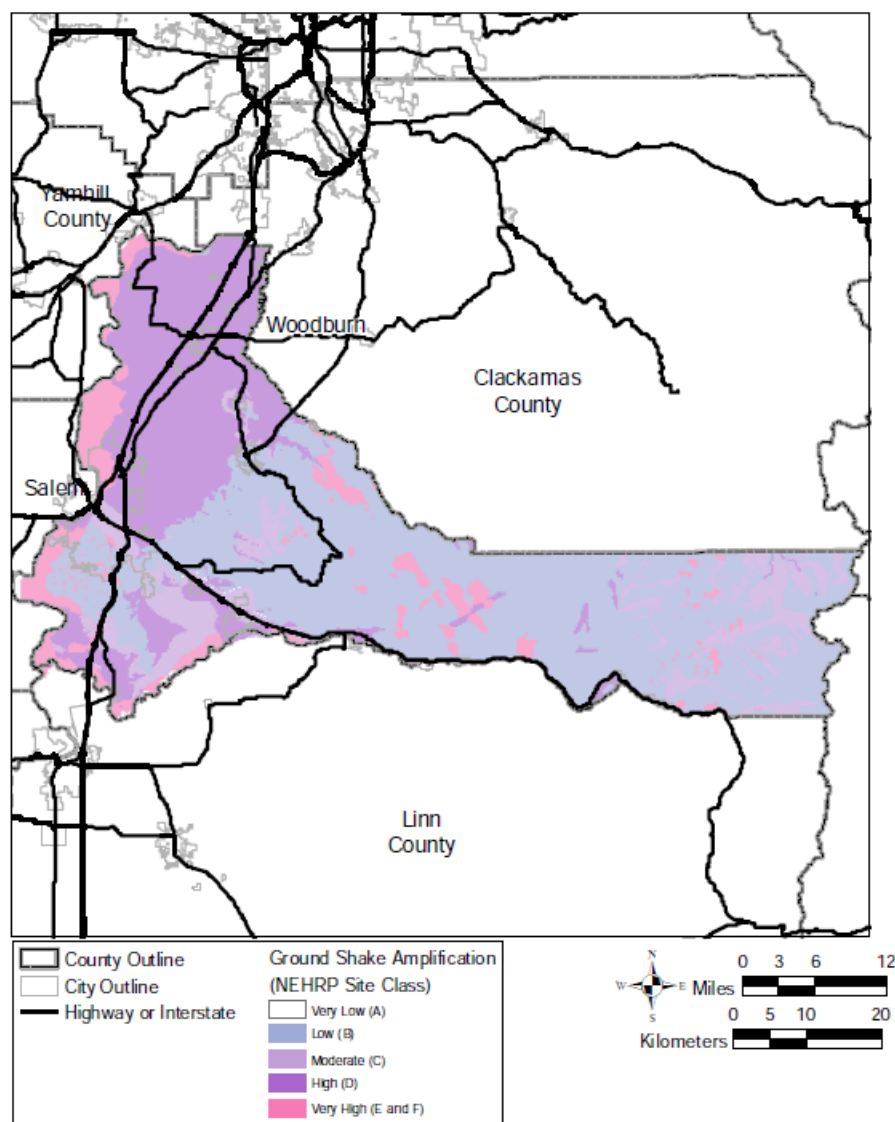 Yamhill
County
Woodburn
Clackamas
County
Salem
Linn
County
County Outline
City Outline
Highway or Interstate
Ground Shake Amplification
(NEHRP Site Class)
Very Low (A)
Low (B)
Moderate (C)
High (D)
Very High (E and F)
N
W E
S
Miles
0 3 6 12
0 5 10 20
Kilometers